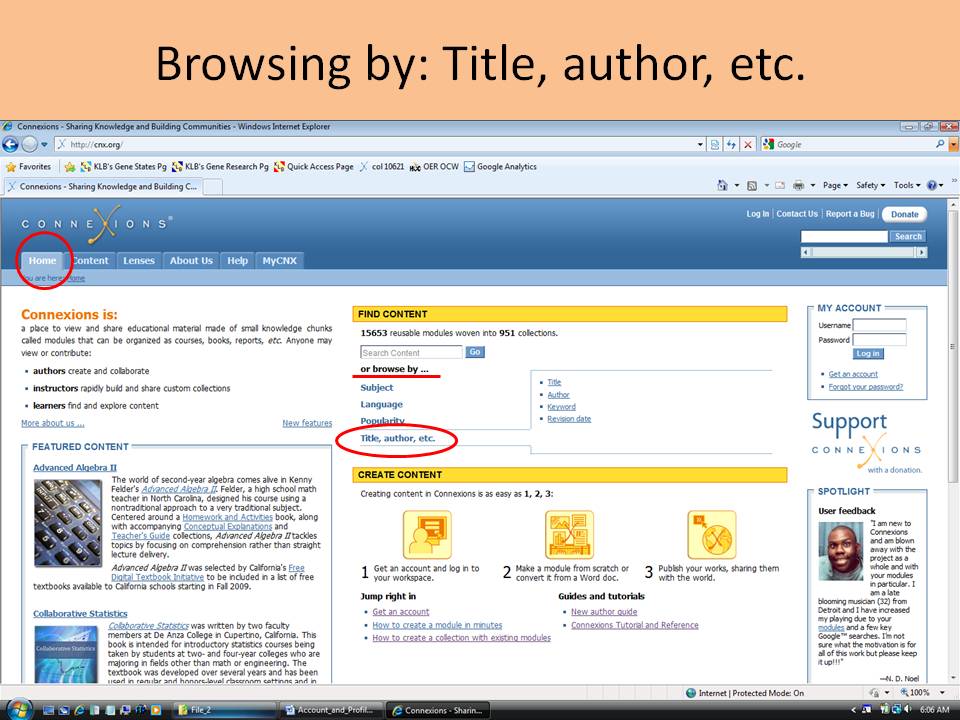 Browsing by: Title, author, etc.
Connexions - Sharing Knowledge and Building Communities - Windows Internet Explorer
http://cnx.org/
Google
Favorites
KLB's Gene States Pg
KLB's Gene Research Pg
Quick Access Page
col10621
OER OCW
Google Analytics
Connexions - Sharing Knowledge and Building C...
Page
Safety
Tools
CONNEXIONS®
Log In | Contact Us | Report a Bug | Donate
Search
Home
Content
Lenses
About Us
Help
MyCNX
You are here: Home
Connexions is:
a place to view and share educational material made of small knowledge chunks
called modules that can be organized as courses, books, reports, etc. Anyone may
view or contribute:
authors create and collaborate
instructors rapidly build and share custom collections
learners find and explore content
More about us ...
New features
FEATURED CONTENT
Advanced Algebra II
The world of second-year algebra comes alive in Kenny
Felder's Advanced Algebra II. Felder, a high school math
teacher in North Carolina, designed his course using a
nontraditional approach to a very traditional subject.
Centered around a Homework and Activities book, along
with accompanying Conceptual Explanations and
Teacher's Guide collections, Advanced Algebra II tackles
topics by focusing on comprehension rather than straight
lecture delivery.
Advanced Algebra II was selected by California's Free
Digital Textbook Initiative to be included in a list of free
textbooks available to California schools starting in Fall 2009.
Collaborative Statistics
Collaborative Statistics was written by two faculty
members at De Anza College in Cupertino, California. This
book is intended for introductory statistics courses being
taken by students at two- and four-year colleges who are
majoring in fields other than math or engineering. The
textbook was developed over several years and has been
used in regular and honors-level classroom settings and in
Collaborative Statistics
FIND CONTENT
15653 reusable modules woven into 951 collections.
Search Content
Go
or browse by ...
Subject
Language
Popularity
Title, author, etc.
Title
Author
Keyword
Revision date
CREATE CONTENT
Creating content in Connexions is as easy as 1, 2, 3:
1 Get an account and log in to
your workspace.
2 Make a module from scratch or
convert it from a Word doc.
3 Publish your works, sharing them
with the world.
Jump right in
Get an account
How to create a module in minutes
How to create a collection with existing modules
Guides and tutorials
New author guide
Connexions Tutorial and Reference
MY ACCOUNT
Username
Password
Log in
Get an account
Forgot your password?
Support
CONNEXIONS
with a donation.
SPOTLIGHT
User feedback
"I am new to
Connexions
and am blown
away with the
project as a
whole and with
your modules
in particular. I
am a late
blooming musician (32) from
Detroit and I have increased
my playing due to your
modules and a few key
Google™ searches. I'm not
sure what the motivation is for
all of this work but please keep
it up!!!"
—N. D. Noel
Internet | Protected Mode: On
100%
File_2
Account_and_Profil...
Connexions - Sharin...
6:06 AM